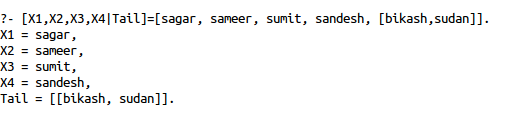 ?- [X1,X2,X3,X4|Tail]=[sagar, sameer, sumit, sandesh, [bikash,sudan]].
X1 = sagar,
X2 = sameer,
X3 = sumit,
X4 = sandesh,
Tail = [[bikash, sudan]].